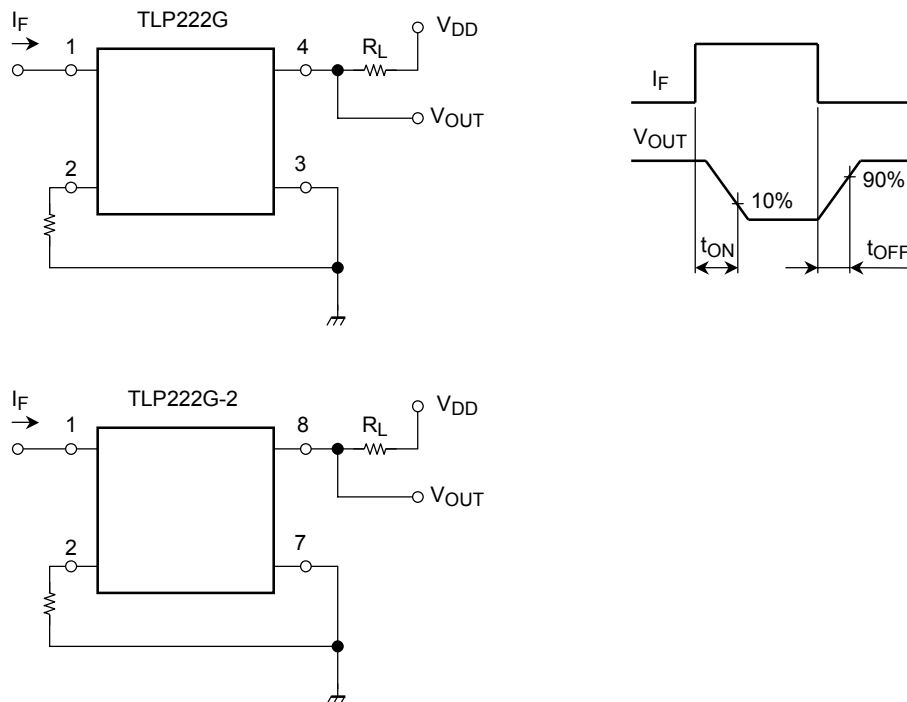 TLP222G
I_F
1
4
R_L
V_DD
V_OUT
2
3
I_F
V_OUT
10%
90%
t_ON
t_OFF
TLP222G-2
I_F
1
8
R_L
V_DD
V_OUT
2
7